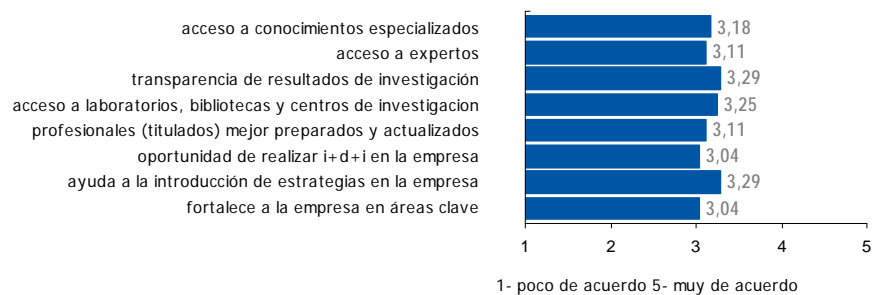 acceso a conocimientos especializados 3,18
acceso a expertos 3,11
transparencia de resultados de investigación 3,29
acceso a laboratorios, bibliotecas y centros de investigacion 3,25
profesionales (titulados) mejor preparados y actualizados 3,11
oportunidad de realizar i+d+i en la empresa 3,04
ayuda a la introducción de estrategias en la empresa 3,29
fortalece a la empresa en áreas clave 3,04
1 2 3 4 5
1- poco de acuerdo 5- muy de acuerdo